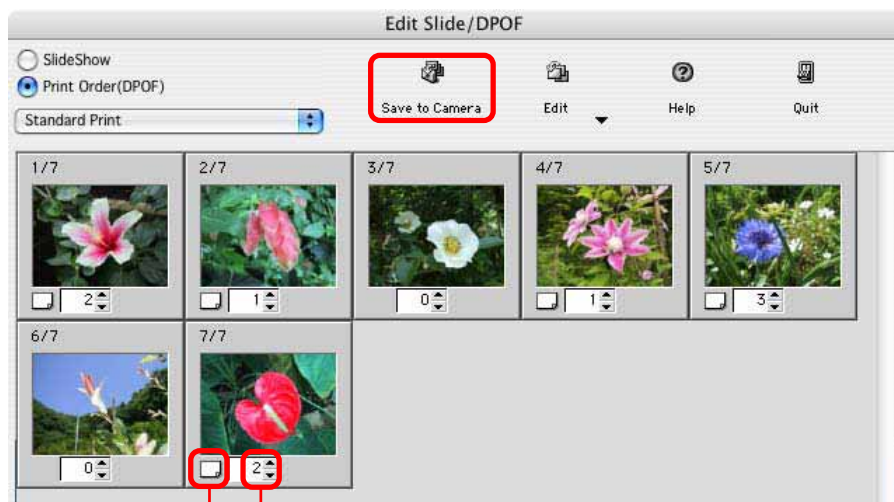 Edit Slide/DPOF
SlideShow
Print Order(DPOF)
Standard Print
Save to Camera
Edit
Help
Quit
1/7
2/7
3/7
4/7
5/7
2
1
0
1
3
6/7
7/7
0
2